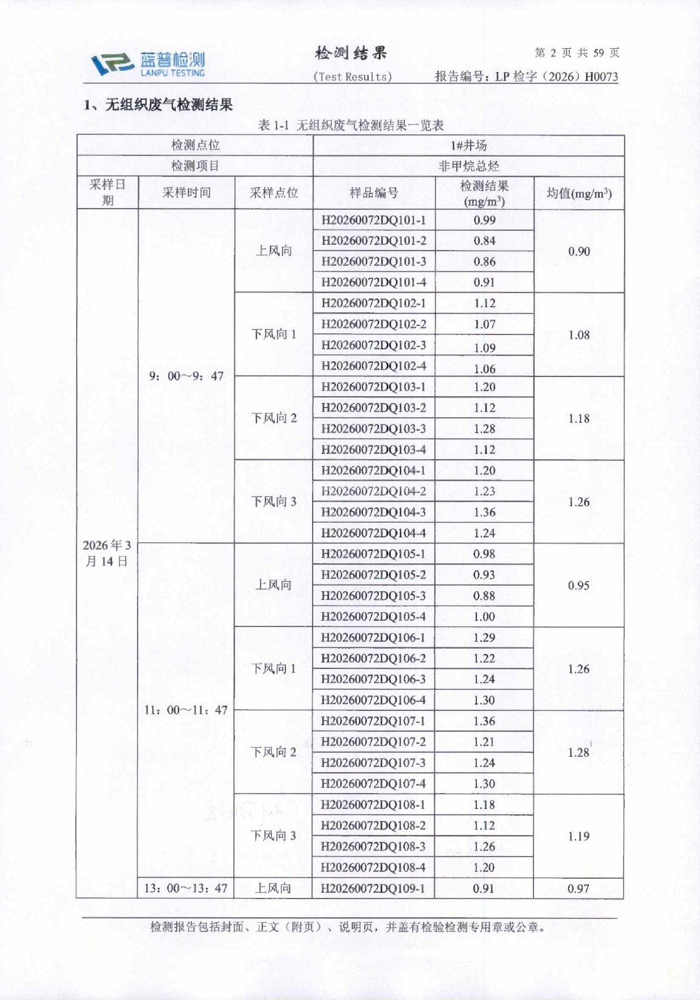 蓝普检测
LANPU TESTING
检测结果
(Test Results)
第 2 页 共 59 页
报告编号：LP 检字（2026）H0073
1、无组织废气检测结果
表 1-1 无组织废气检测结果一览表
检测点位 1#井场
检测项目 非甲烷总烃
采样日期 采样时间 采样点位 样品编号 检测结果(mg/m³) 均值(mg/m³)
2026 年 3 月 14 日
9：00～9：47
上风向 0.90
H20260072DQ101-1 0.99
H20260072DQ101-2 0.84
H20260072DQ101-3 0.86
H20260072DQ101-4 0.91
下风向 1 1.08
H20260072DQ102-1 1.12
H20260072DQ102-2 1.07
H20260072DQ102-3 1.09
H20260072DQ102-4 1.06
下风向 2 1.18
H20260072DQ103-1 1.20
H20260072DQ103-2 1.12
H20260072DQ103-3 1.28
H20260072DQ103-4 1.12
下风向 3 1.26
H20260072DQ104-1 1.20
H20260072DQ104-2 1.23
H20260072DQ104-3 1.36
H20260072DQ104-4 1.24
11：00～11：47
上风向 0.95
H20260072DQ105-1 0.98
H20260072DQ105-2 0.93
H20260072DQ105-3 0.88
H20260072DQ105-4 1.00
下风向 1 1.26
H20260072DQ106-1 1.29
H20260072DQ106-2 1.22
H20260072DQ106-3 1.24
H20260072DQ106-4 1.30
下风向 2 1.28
H20260072DQ107-1 1.36
H20260072DQ107-2 1.21
H20260072DQ107-3 1.24
H20260072DQ107-4 1.30
下风向 3 1.19
H20260072DQ108-1 1.18
H20260072DQ108-2 1.12
H20260072DQ108-3 1.26
H20260072DQ108-4 1.20
13：00～13：47 上风向 H20260072DQ109-1 0.91 0.97
检测报告包括封面、正文（附页）、说明页，并盖有检验检测专用章或公章。